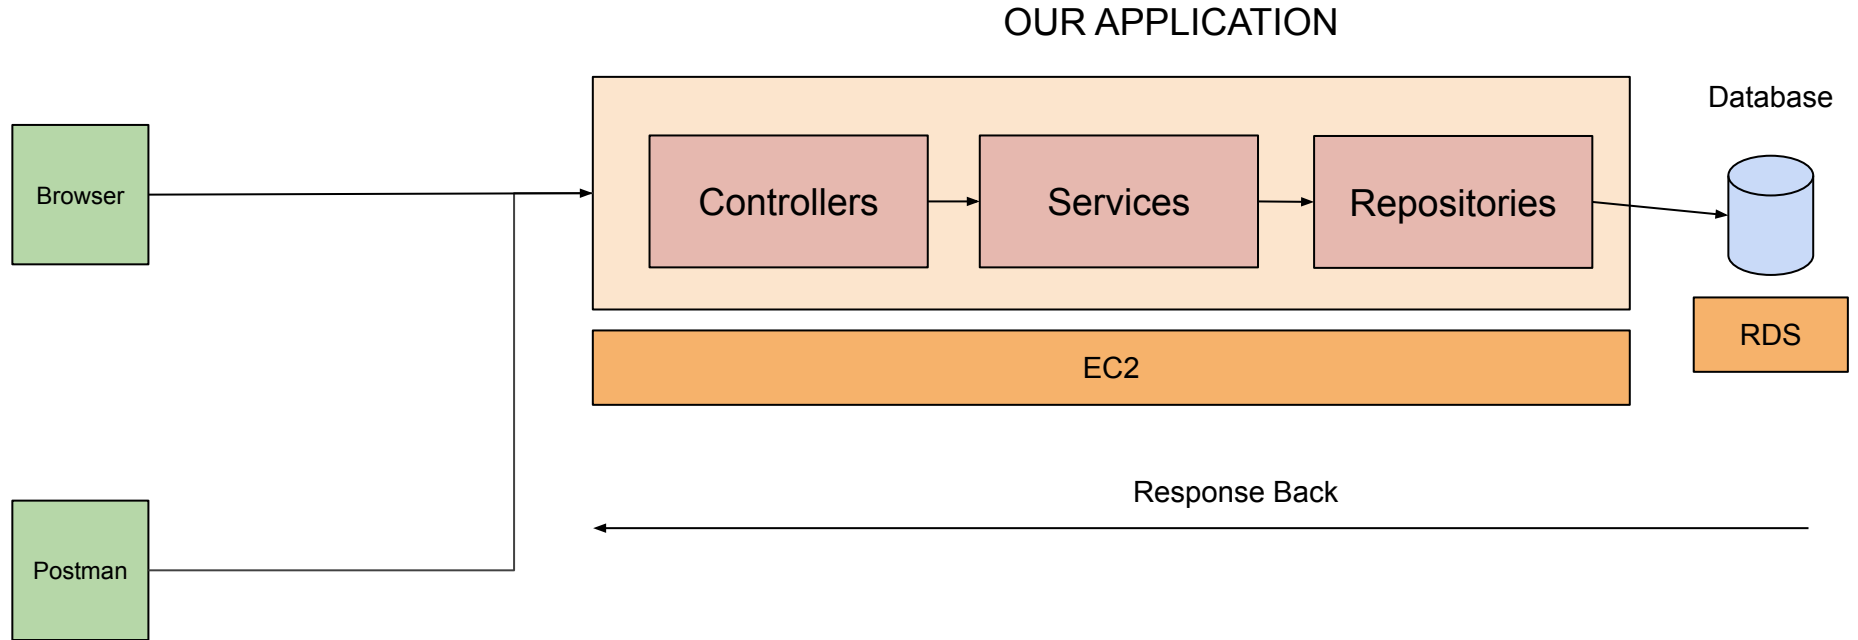 OUR APPLICATION
Database
Browser
Controllers
Services
Repositories
RDS
EC2
Response Back
Postman